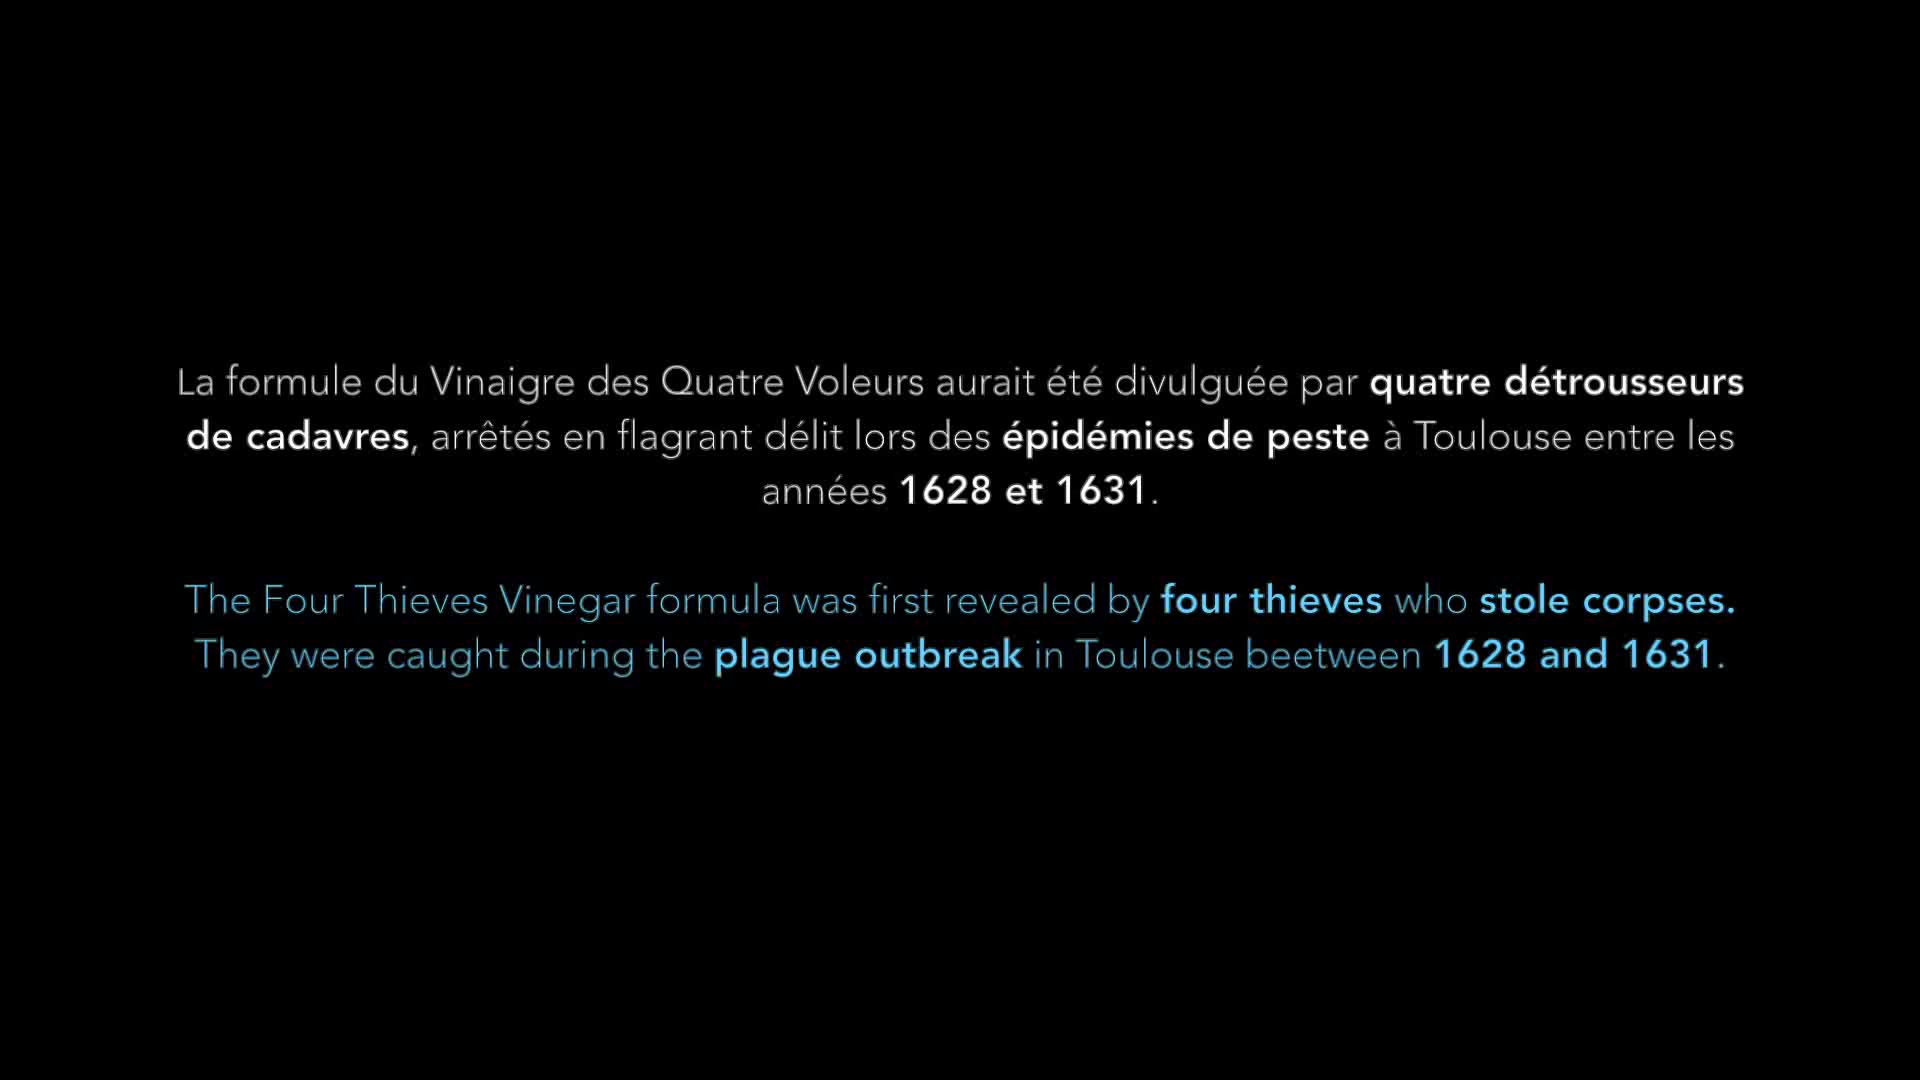 La formule du Vinaigre des Quatre Voleurs aurait été divulguée par quatre détrousseurs
de cadavres, arrêtés en flagrant délit lors des épidémies de peste à Toulouse entre les
années 1628 et 1631.
The Four Thieves Vinegar formula was first revealed by four thieves who stole corpses.
They were caught during the plague outbreak in Toulouse beetween 1628 and 1631.